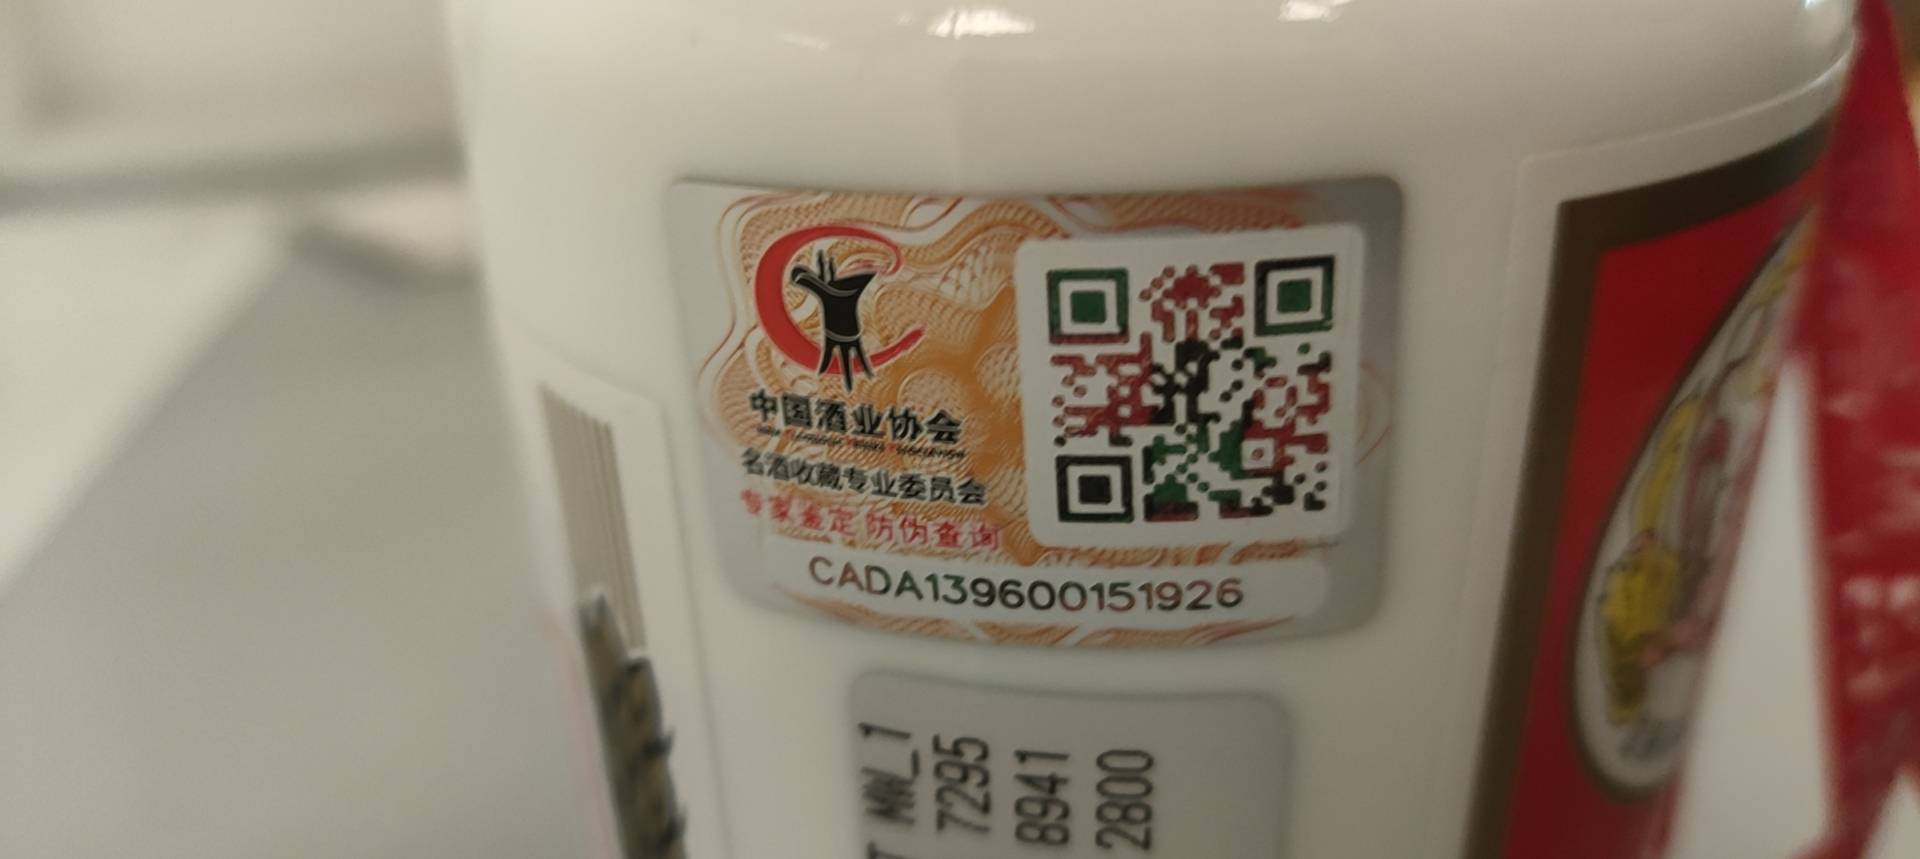 中国酒业协会
名酒收藏专业委员会
专家鉴定 防伪查询
CADA139600151926
MW_1
7295
8941
2800